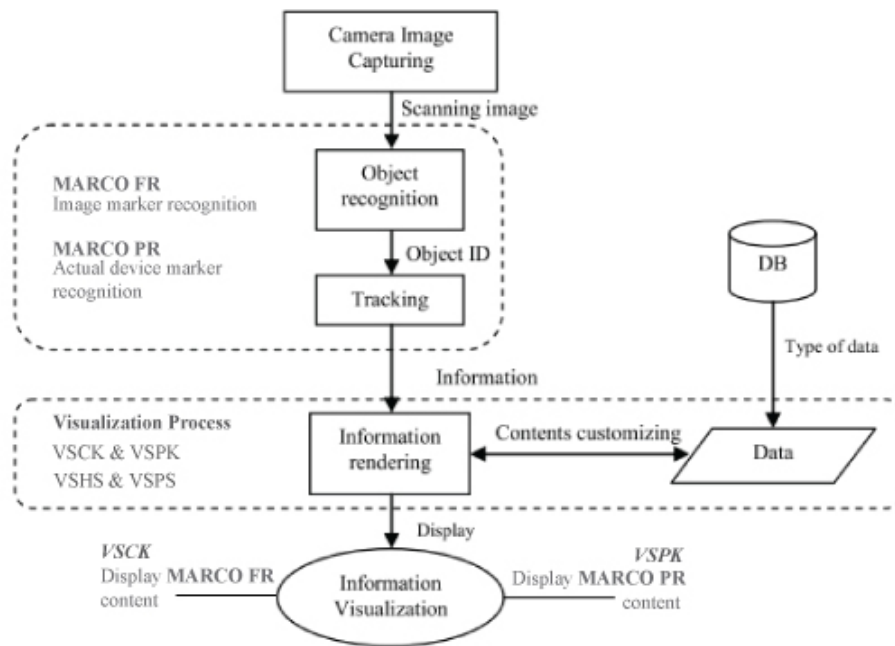 Camera Image
Capturing
Scanning image
MARCO FR
Image marker recognition
MARCO PR
Actual device marker
recognition
Object
recognition
Object ID
Tracking
DB
Type of data
Information
Visualization Process
VSCK & VSPK
VSHS & VSPS
Information
rendering
Contents customizing
Data
Display
VSCK
Display MARCO FR
content
Information
Visualization
VSPK
Display MARCO PR
content